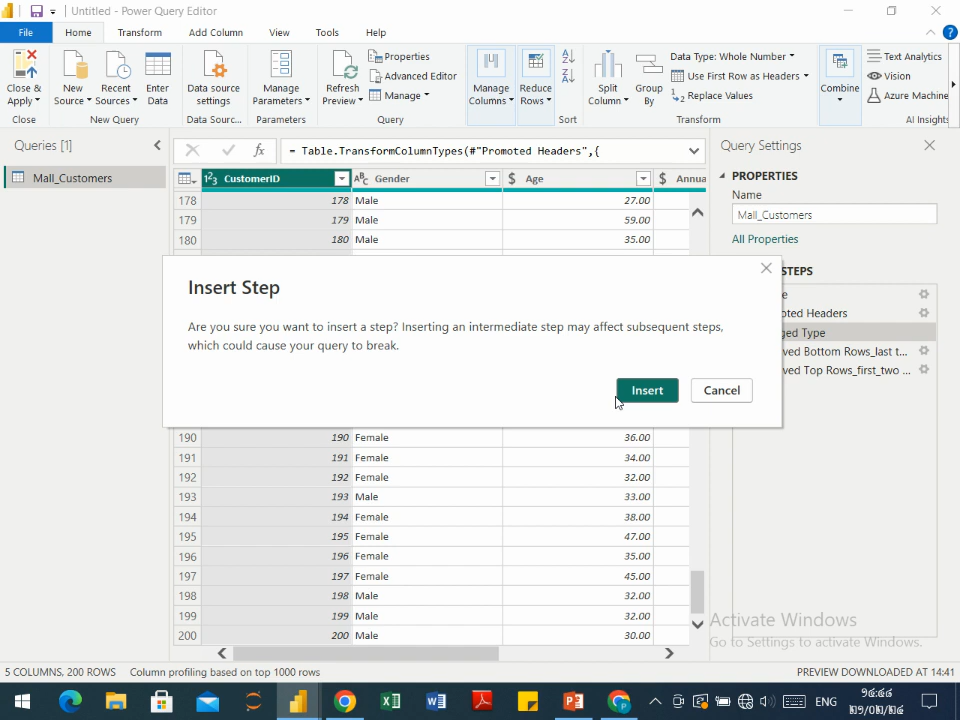 Untitled - Power Query Editor
File Home Transform Add Column View Tools Help
Close & Apply
New Source
Recent Sources
Enter Data
Data source settings
Manage Parameters
Refresh Preview
Properties
Advanced Editor
Manage
Manage Columns
Reduce Rows
Split Column
Group By
Data Type: Whole Number
Use First Row as Headers
Replace Values
Combine
Text Analytics
Vision
Azure Machine
Close New Query Data Sourc... Parameters Query Sort Transform AI Insights
Queries [1]
Mall_Customers
= Table.TransformColumnTypes(#"Promoted Headers",{
CustomerID Gender Age Annua
178 178 Male 27.00
179 179 Male 59.00
180 180 Male 35.00
Insert Step
Are you sure you want to insert a step? Inserting an intermediate step may affect subsequent steps,
which could cause your query to break.
Insert Cancel
190 190 Female 36.00
191 191 Female 34.00
192 192 Female 32.00
193 193 Male 33.00
194 194 Female 38.00
195 195 Female 47.00
196 196 Female 35.00
197 197 Female 45.00
198 198 Male 32.00
199 199 Male 32.00
200 200 Male 30.00
Query Settings
PROPERTIES
Name
Mall_Customers
All Properties
STEPS
e
oted Headers
ged Type
ved Bottom Rows_last t...
ved Top Rows_first_two ...
Activate Windows
Go to Settings to activate Windows.
5 COLUMNS, 200 ROWS Column profiling based on top 1000 rows PREVIEW DOWNLOADED AT 14:41
ENG